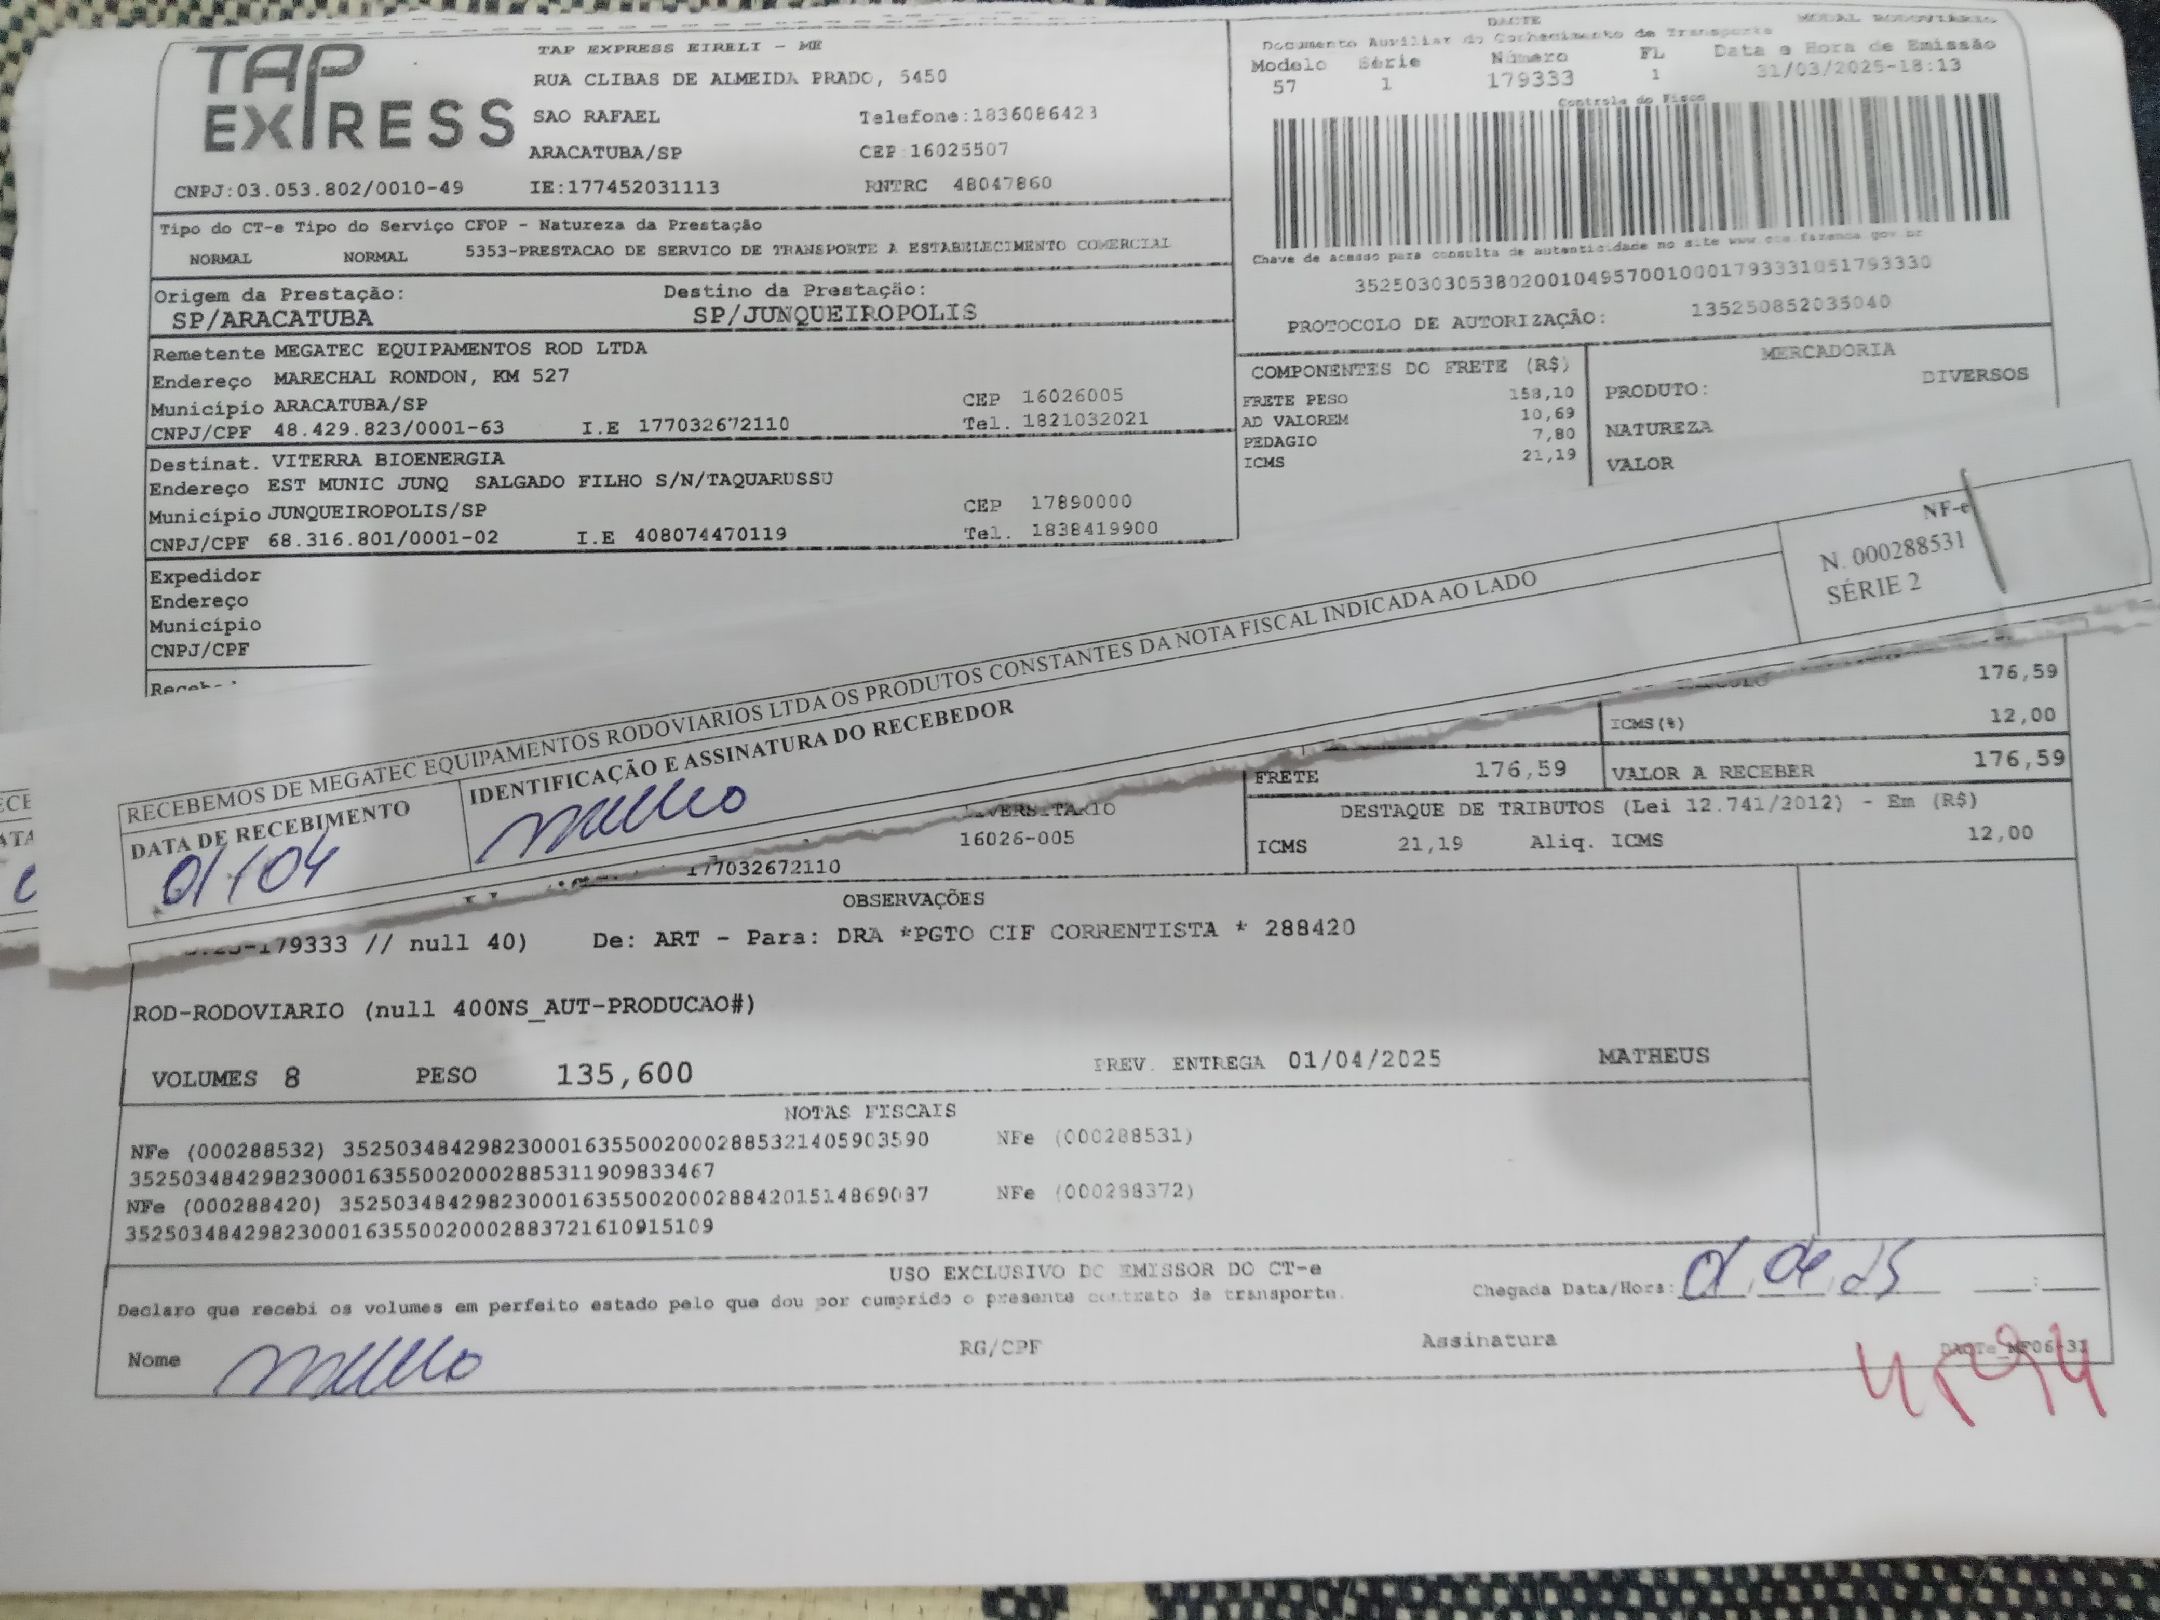 TAP EXPRESS
TAP EXPRESS EIRELI - ME
RUA CLIBAS DE ALMEIDA PRADO, 5450
SAO RAFAEL Telefone:1836086423
ARACATUBA/SP CEP 16025507
CNPJ:03.053.802/0010-49 IE:177452031113 RNTRC 48047860
DACTE MODAL RODOVIÁRIO
Documento Auxiliar do Conhecimento de Transporte
Modelo Série Número FL Data e Hora de Emissão
57 1 179333 1 31/03/2025-18:13
Controle do Fisco
Chave de acesso para consulta de autenticidade no site www.cte.fazenda.gov.br
35250303053802001049570010001793331051793330
PROTOCOLO DE AUTORIZAÇÃO: 135250852035040
Tipo do CT-e Tipo do Serviço CFOP - Natureza da Prestação
NORMAL NORMAL 5353-PRESTACAO DE SERVICO DE TRANSPORTE A ESTABELECIMENTO COMERCIAL
Origem da Prestação: Destino da Prestação:
SP/ARACATUBA SP/JUNQUEIROPOLIS
Remetente MEGATEC EQUIPAMENTOS ROD LTDA
Endereço MARECHAL RONDON, KM 527
Município ARACATUBA/SP CEP 16026005
CNPJ/CPF 48.429.823/0001-63 I.E 177032672110 Tel. 1821032021
Destinat. VITERRA BIOENERGIA
Endereço EST MUNIC JUNQ SALGADO FILHO S/N/TAQUARUSSU
Município JUNQUEIROPOLIS/SP CEP 17890000
CNPJ/CPF 68.316.801/0001-02 I.E 408074470119 Tel. 1838419900
Expedidor
Endereço
Município
CNPJ/CPF
COMPONENTES DO FRETE (R$)
FRETE PESO 158,10
AD VALOREM 10,69
PEDAGIO 7,80
ICMS 21,19
MERCADORIA
PRODUTO: DIVERSOS
NATUREZA
VALOR
NF-e
N. 000288531
SÉRIE 2
RECEBEMOS DE MEGATEC EQUIPAMENTOS RODOVIARIOS LTDA OS PRODUTOS CONSTANTES DA NOTA FISCAL INDICADA AO LADO
DATA DE RECEBIMENTO IDENTIFICAÇÃO E ASSINATURA DO RECEBEDOR
01/04
176,59
ICMS(%) 12,00
FRETE 176,59 VALOR A RECEBER 176,59
DESTAQUE DE TRIBUTOS (Lei 12.741/2012) - Em (R$)
ICMS 21,19 Aliq. ICMS 12,00
16026-005
177032672110
OBSERVAÇÕES
-179333 // null 40) De: ART - Para: DRA *PGTO CIF CORRENTISTA * 288420
ROD-RODOVIARIO (null 400NS_AUT-PRODUCAO#)
VOLUMES 8 PESO 135,600 PREV. ENTREGA 01/04/2025 MATHEUS
NOTAS FISCAIS
NFe (000288532) 35250348429823000163550020002885321405903590 NFe (000288531)
35250348429823000163550020002885311909833467
NFe (000288420) 35250348429823000163550020002884201514869087 NFe (000288372)
35250348429823000163550020002883721610915109
USO EXCLUSIVO DO EMISSOR DO CT-e
Declaro que recebi os volumes em perfeito estado pelo que dou por cumprido o presente contrato de transporte.
Chegada Data/Hora: 01 04 25
Nome RG/CPF Assinatura